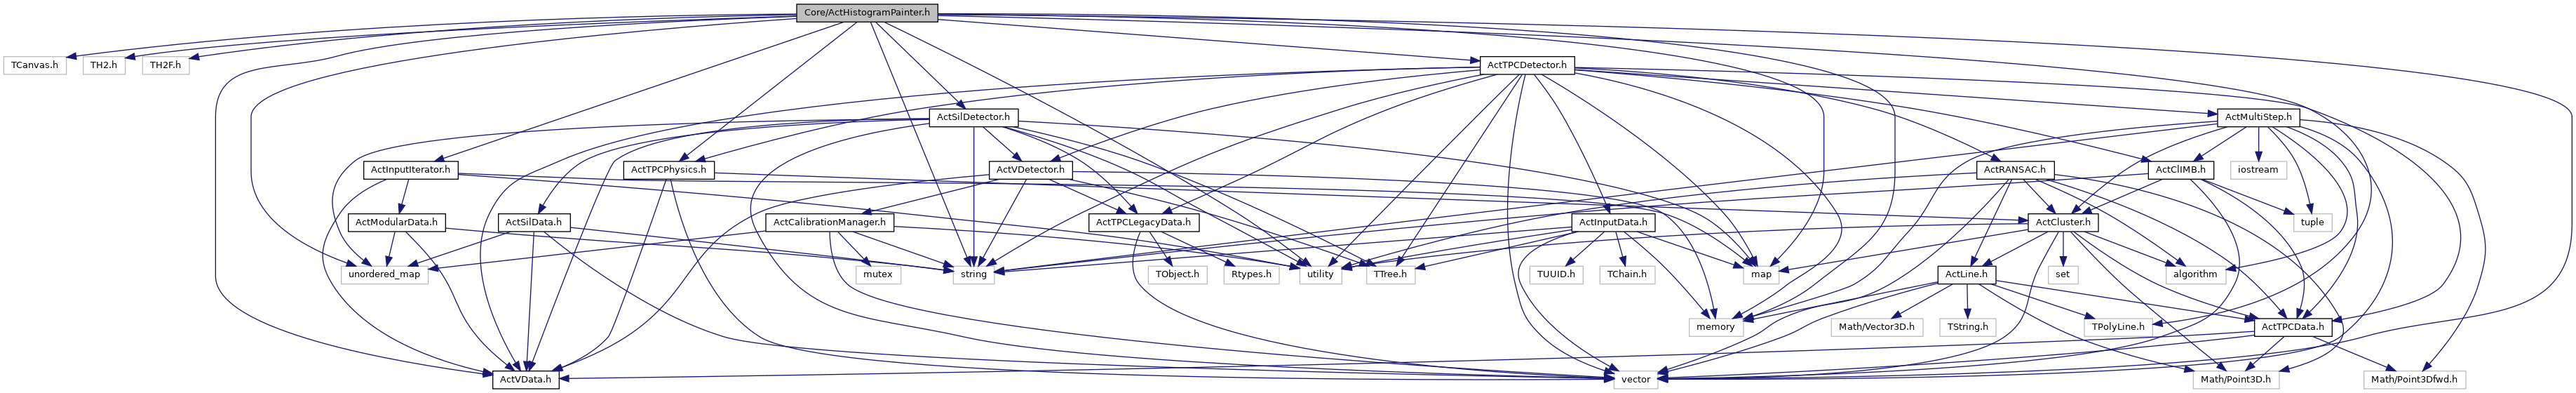 Core/ActHistogramPainter.h
TCanvas.h
TH2.h
TH2F.h
ActTPCDetector.h
ActSilDetector.h
ActMultiStep.h
ActInputIterator.h
ActTPCPhysics.h
ActVDetector.h
ActRANSAC.h
ActClIMB.h
iostream
ActModularData.h
ActSilData.h
ActCalibrationManager.h
ActTPCLegacyData.h
ActInputData.h
ActCluster.h
tuple
unordered_map
mutex
string
TObject.h
Rtypes.h
utility
TTree.h
TUUID.h
TChain.h
map
ActLine.h
set
algorithm
memory
Math/Vector3D.h
TString.h
TPolyLine.h
ActTPCData.h
ActVData.h
vector
Math/Point3D.h
Math/Point3Dfwd.h